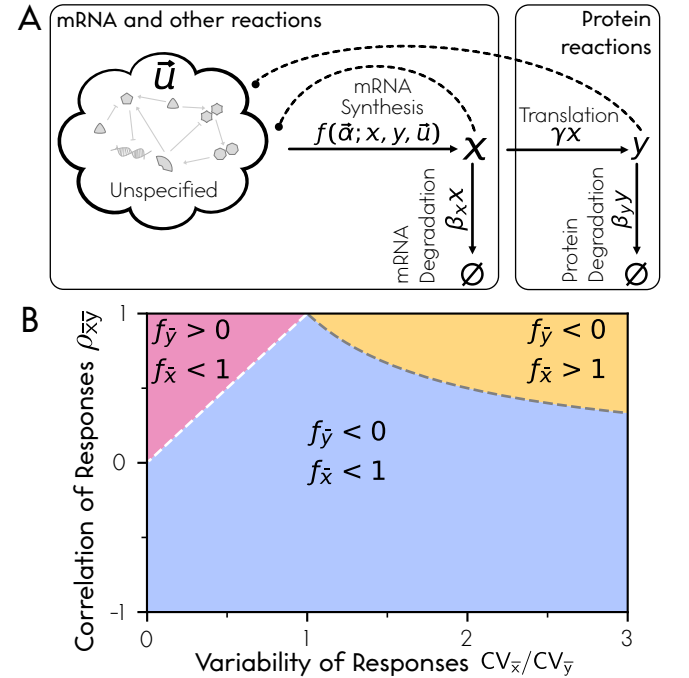 A
mRNA and other reactions
Protein
reactions
u⃗
Unspecified
mRNA
Synthesis
f(α⃗; x, y, u⃗)
x
Translation
γx
y
mRNA
Degradation
βₓx
∅
Protein
Degradation
β_y y
∅
B
Correlation of Responses ρ_x̄ȳ
1
0
-1
f_ȳ > 0
f_x̄ < 1
f_ȳ < 0
f_x̄ > 1
f_ȳ < 0
f_x̄ < 1
0
1
2
3
Variability of Responses CV_x̄/CV_ȳ